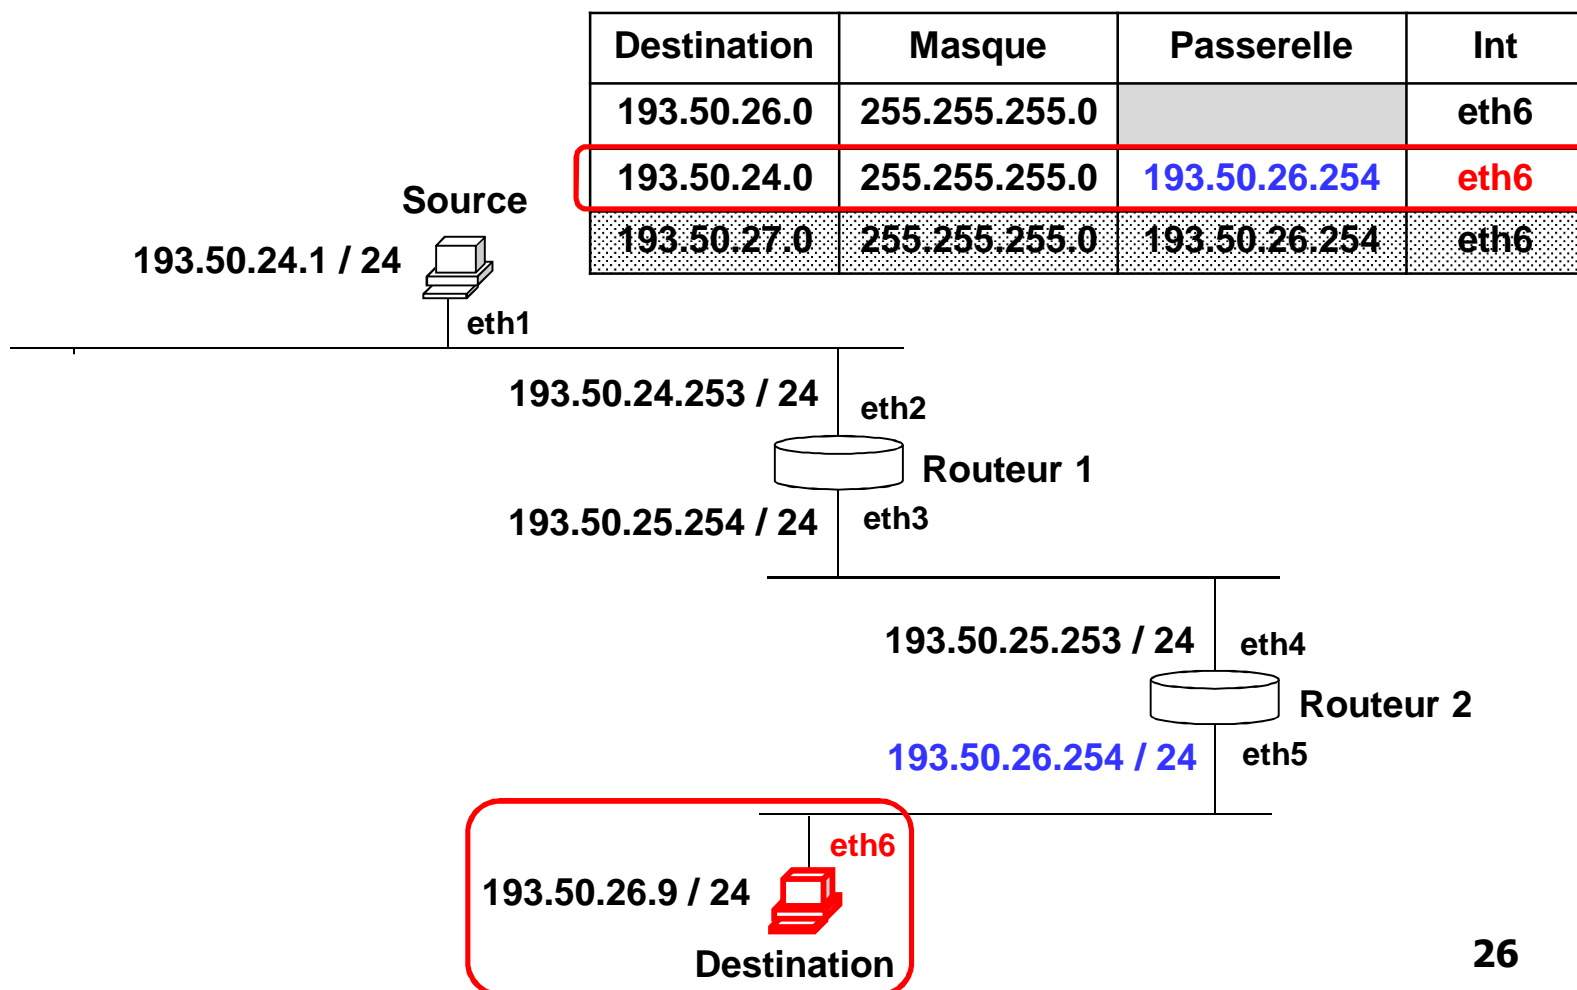 Destination Masque Passerelle Int
193.50.26.0 255.255.255.0 eth6
193.50.24.0 255.255.255.0 193.50.26.254 eth6
193.50.27.0 255.255.255.0 193.50.26.254 eth6
Source
193.50.24.1 / 24
eth1
193.50.24.253 / 24 eth2
Routeur 1
193.50.25.254 / 24 eth3
193.50.25.253 / 24 eth4
Routeur 2
193.50.26.254 / 24 eth5
eth6
193.50.26.9 / 24
Destination
26